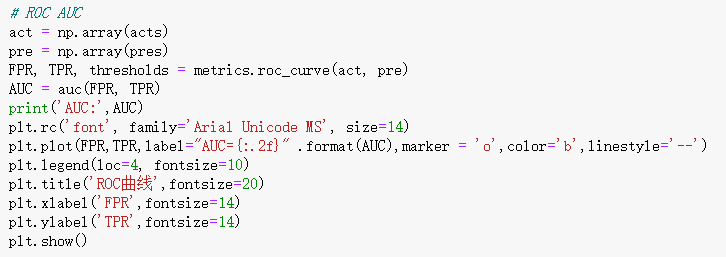 # ROC AUC
act = np.array(acts)
pre = np.array(pres)
FPR, TPR, thresholds = metrics.roc_curve(act, pre)
AUC = auc(FPR, TPR)
print('AUC:',AUC)
plt.rc('font', family='Arial Unicode MS', size=14)
plt.plot(FPR,TPR,label="AUC={:.2f}" .format(AUC),marker = 'o',color='b',linestyle='--')
plt.legend(loc=4, fontsize=10)
plt.title('ROC曲线',fontsize=20)
plt.xlabel('FPR',fontsize=14)
plt.ylabel('TPR',fontsize=14)
plt.show()